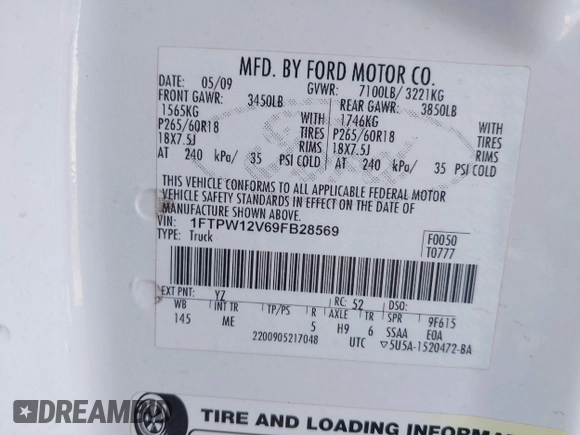 MFD. BY FORD MOTOR CO.
DATE: 05/09 GVWR: 7100LB/ 3221KG
FRONT GAWR: 3450LB REAR GAWR: 3850LB
1565KG WITH 1746KG WITH
P265/60R18 TIRES P265/60R18 TIRES
18X7.5J RIMS 18X7.5J RIMS
AT 240 kPa/ 35 PSI COLD AT 240 kPa/ 35 PSI COLD
THIS VEHICLE CONFORMS TO ALL APPLICABLE FEDERAL MOTOR
VEHICLE SAFETY STANDARDS IN EFFECT ON THE DATE OF
MANUFACTURE SHOWN ABOVE.
VIN: 1FTPW12V69FB28569 F0050
TYPE: Truck T0777
EXT PNT: YZ RC: 52 DSO:
WB INT TR TP/PS R AXLE TR SPR 9F615
145 ME 5 H9 6 SSAA E0A
2200905217048 UTC ▽5U5A-1520472-BA
TIRE AND LOADING INFORMA
DREAMBID